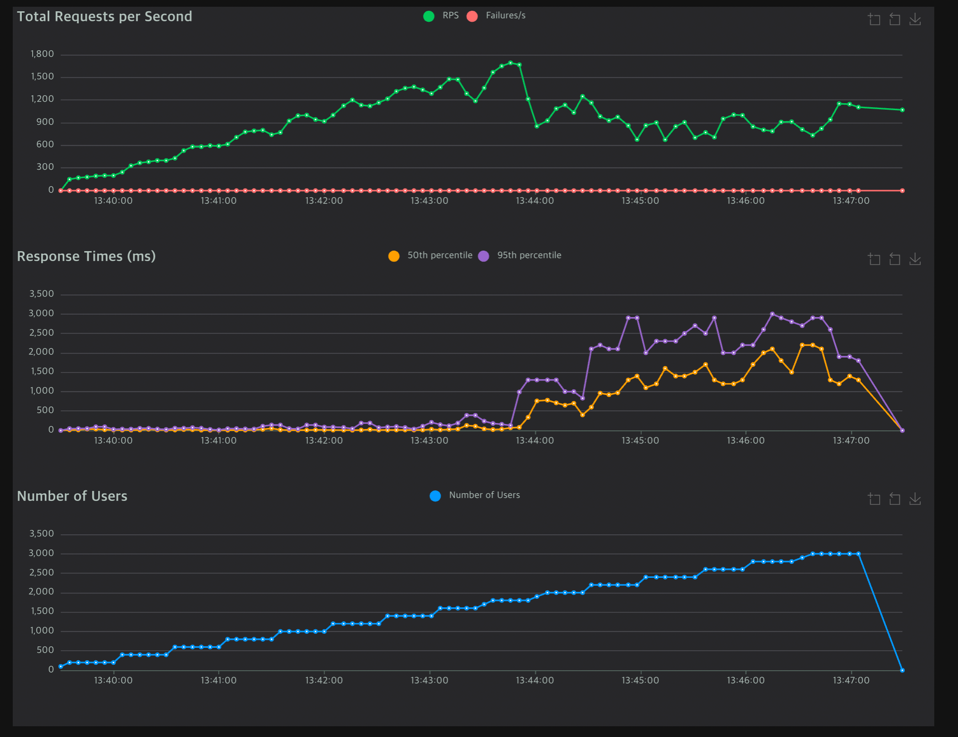 Total Requests per Second
RPS Failures/s
1,800
1,500
1,200
900
600
300
0
13:40:00 13:41:00 13:42:00 13:43:00 13:44:00 13:45:00 13:46:00 13:47:00
Response Times (ms)
50th percentile 95th percentile
3,500
3,000
2,500
2,000
1,500
1,000
500
0
13:40:00 13:41:00 13:42:00 13:43:00 13:44:00 13:45:00 13:46:00 13:47:00
Number of Users
Number of Users
3,500
3,000
2,500
2,000
1,500
1,000
500
0
13:40:00 13:41:00 13:42:00 13:43:00 13:44:00 13:45:00 13:46:00 13:47:00